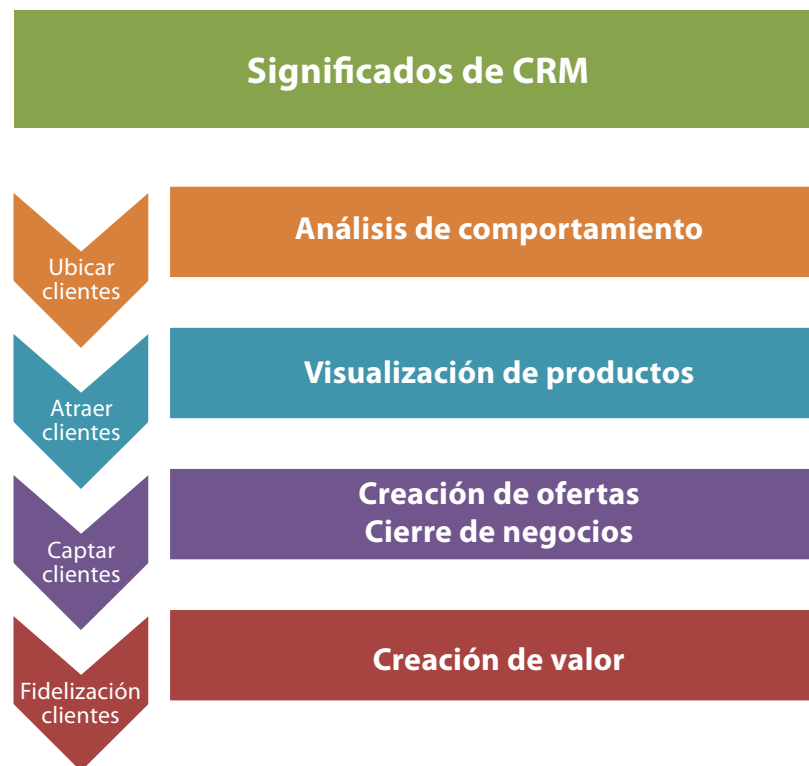 Significados de CRM
Ubicar
clientes
Análisis de comportamiento
Atraer
clientes
Visualización de productos
Captar
clientes
Creación de ofertas
Cierre de negocios
Fidelización
clientes
Creación de valor